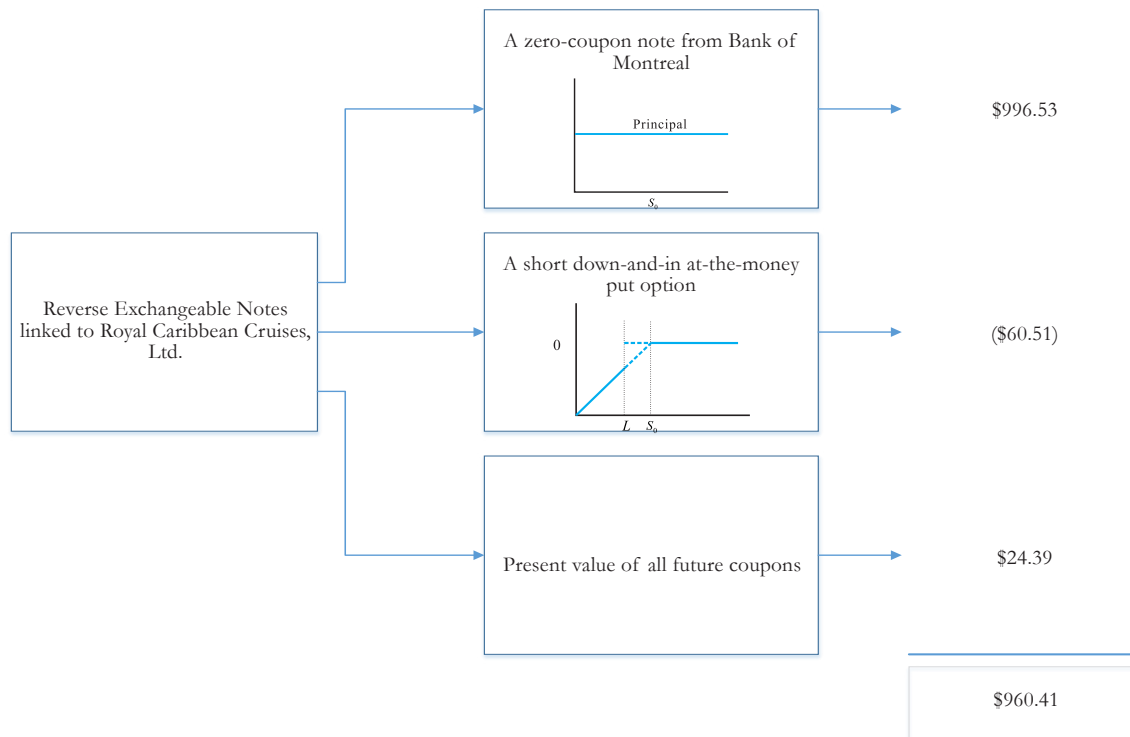 A zero-coupon note from Bank of
Montreal
Principal
S₀
$996.53
Reverse Exchangeable Notes
linked to Royal Caribbean Cruises,
Ltd.
A short down-and-in at-the-money
put option
0
L S₀
($60.51)
Present value of all future coupons
$24.39
$960.41